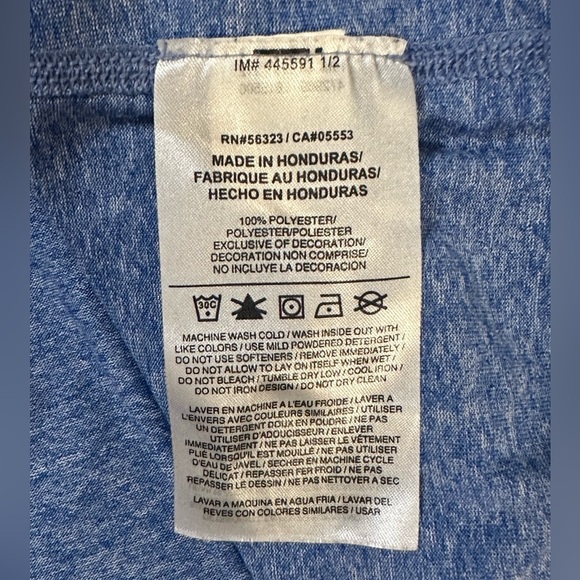 IM# 445591 1/2
RN#56323 / CA#05553
MADE IN HONDURAS/
FABRIQUE AU HONDURAS/
HECHO EN HONDURAS
100% POLYESTER/
POLYESTER/POLIESTER
EXCLUSIVE OF DECORATION/
DECORATION NON COMPRISE/
NO INCLUYE LA DECORACION
30C
MACHINE WASH COLD / WASH INSIDE OUT WITH
LIKE COLORS / USE MILD POWDERED DETERGENT /
DO NOT USE SOFTENERS / REMOVE IMMEDIATELY /
DO NOT ALLOW TO LAY ON ITSELF WHEN WET /
DO NOT BLEACH / TUMBLE DRY LOW / COOL IRON /
DO NOT IRON DESIGN / DO NOT DRY CLEAN
LAVER EN MACHINE A L'EAU FROIDE / LAVER A
L'ENVERS AVEC COULEURS SIMILAIRES / UTILISER
UN DETERGENT DOUX EN POUDRE / NE PAS
UTILISER D'ADOUCISSEUR / ENLEVER
IMMEDIATEMENT / NE PAS LAISSER LE VÊTEMENT
PLIE LORSQU'IL EST MOUILLE / NE PAS UTILISER
D'EAU DE JAVEL / SECHER EN MACHINE CYCLE
DELICAT / REPASSER FER FROID / NE PAS
REPASSER LE DESSIN / NE PAS NETTOYER A SEC
LAVAR A MAQUINA EN AGUA FRIA / LAVAR DEL
REVES CON COLORES SIMILARES / USAR